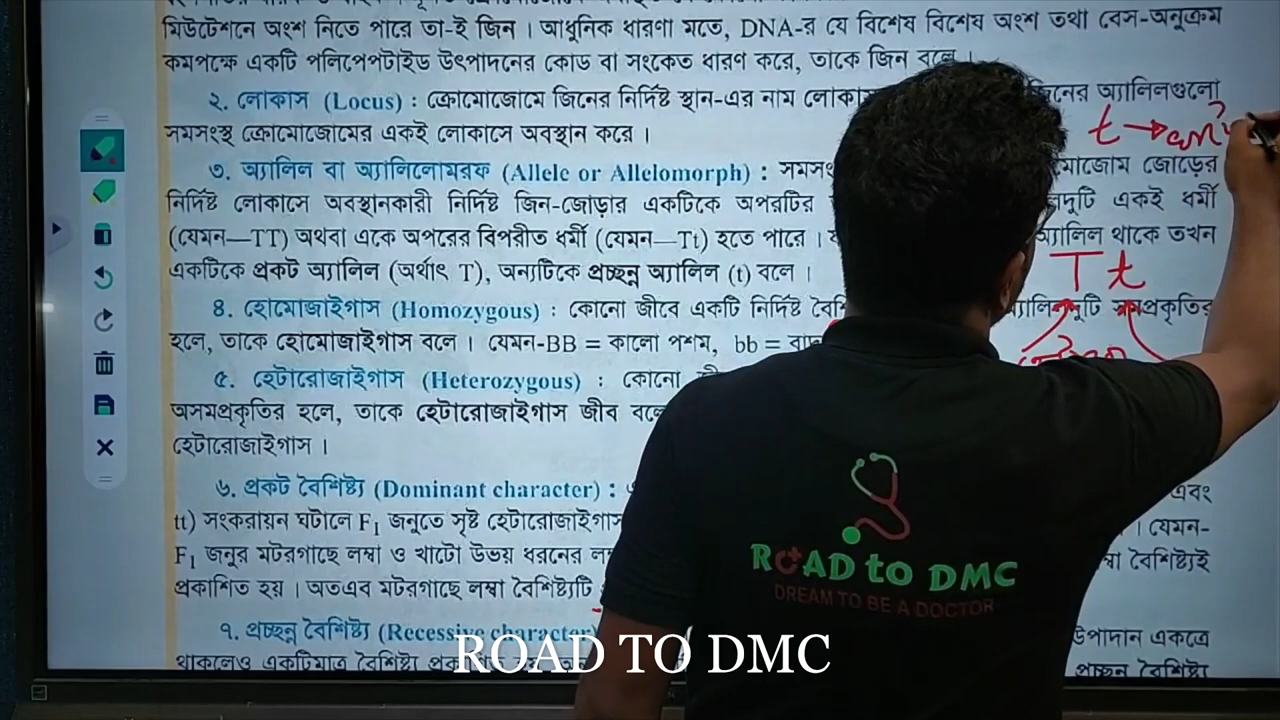 মিউটেশনে অংশ নিতে পারে তা-ই জিন। আধুনিক ধারণা মতে, DNA-র যে বিশেষ বিশেষ অংশ তথা বেস-অনুক্রম
কমপক্ষে একটি পলিপেপটাইড উৎপাদনের কোড বা সংকেত ধারণ করে, তাকে জিন বলে।
২. লোকাস (Locus) : ক্রোমোজোমে জিনের নির্দিষ্ট স্থান-এর নাম অ্যালিলগুলো
সমসংস্থ ক্রোমোজোমের একই লোকাসে অবস্থান করে।
t
৩. অ্যালিল বা অ্যালিলোমরফ (Allele or Allelomorph) : জোড়ের
নির্দিষ্ট লোকাসে অবস্থানকারী নির্দিষ্ট জিন-জোড়ার একটিকে অপরটির একই ধর্মী
(যেমন—TT) অথবা একে অপরের বিপরীত ধর্মী (যেমন—Tt) হতে পারে। অ্যালিল থাকে তখন
একটিকে প্রকট অ্যালিল (অর্থাৎ T), অন্যটিকে প্রচ্ছন্ন অ্যালিল (t) বলে।
T t
৪. হোমোজাইগাস (Homozygous) : কোনো জীবে একটি নির্দিষ্ট
হলে, তাকে হোমোজাইগাস বলে। যেমন-BB = কালো পশম, bb =
৫. হেটারোজাইগাস (Heterozygous) : কোনো
অসমপ্রকৃতির হলে, তাকে হেটারোজাইগাস জীব বলে
হেটারোজাইগাস।
৬. প্রকট বৈশিষ্ট্য (Dominant character) : এবং
tt) সংকরায়ন ঘটালে F1 জনুতে সৃষ্ট হেটারোজাইগাস । যেমন-
F1 জনুর মটরগাছে লম্বা ও খাটো উভয় ধরনের বৈশিষ্ট্যই
প্রকাশিত হয়। অতএব মটরগাছে লম্বা বৈশিষ্ট্যটি
৭. প্রচ্ছন্ন বৈশিষ্ট্য (Recessive character) উপাদান একত্রে
থাকলেও একটিমাত্র বৈশিষ্ট্য প্রচ্ছন্ন বৈশিষ্ট্য
ROAD to DMC
DREAM TO BE A DOCTOR
ROAD TO DMC